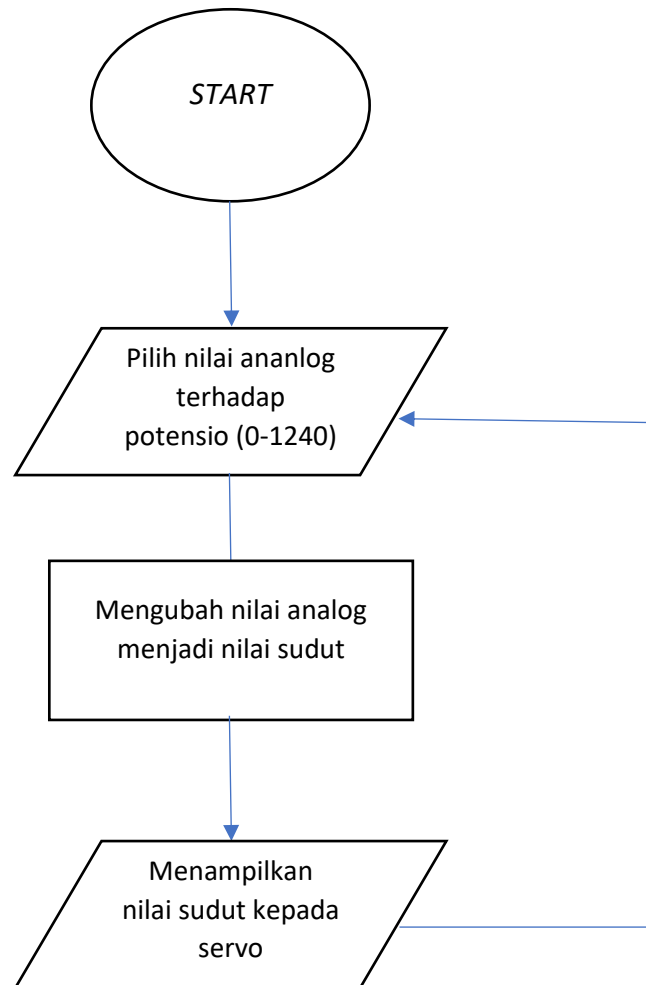 START
Pilih nilai ananlog
terhadap
potensio (0-1240)
Mengubah nilai analog
menjadi nilai sudut
Menampilkan
nilai sudut kepada
servo